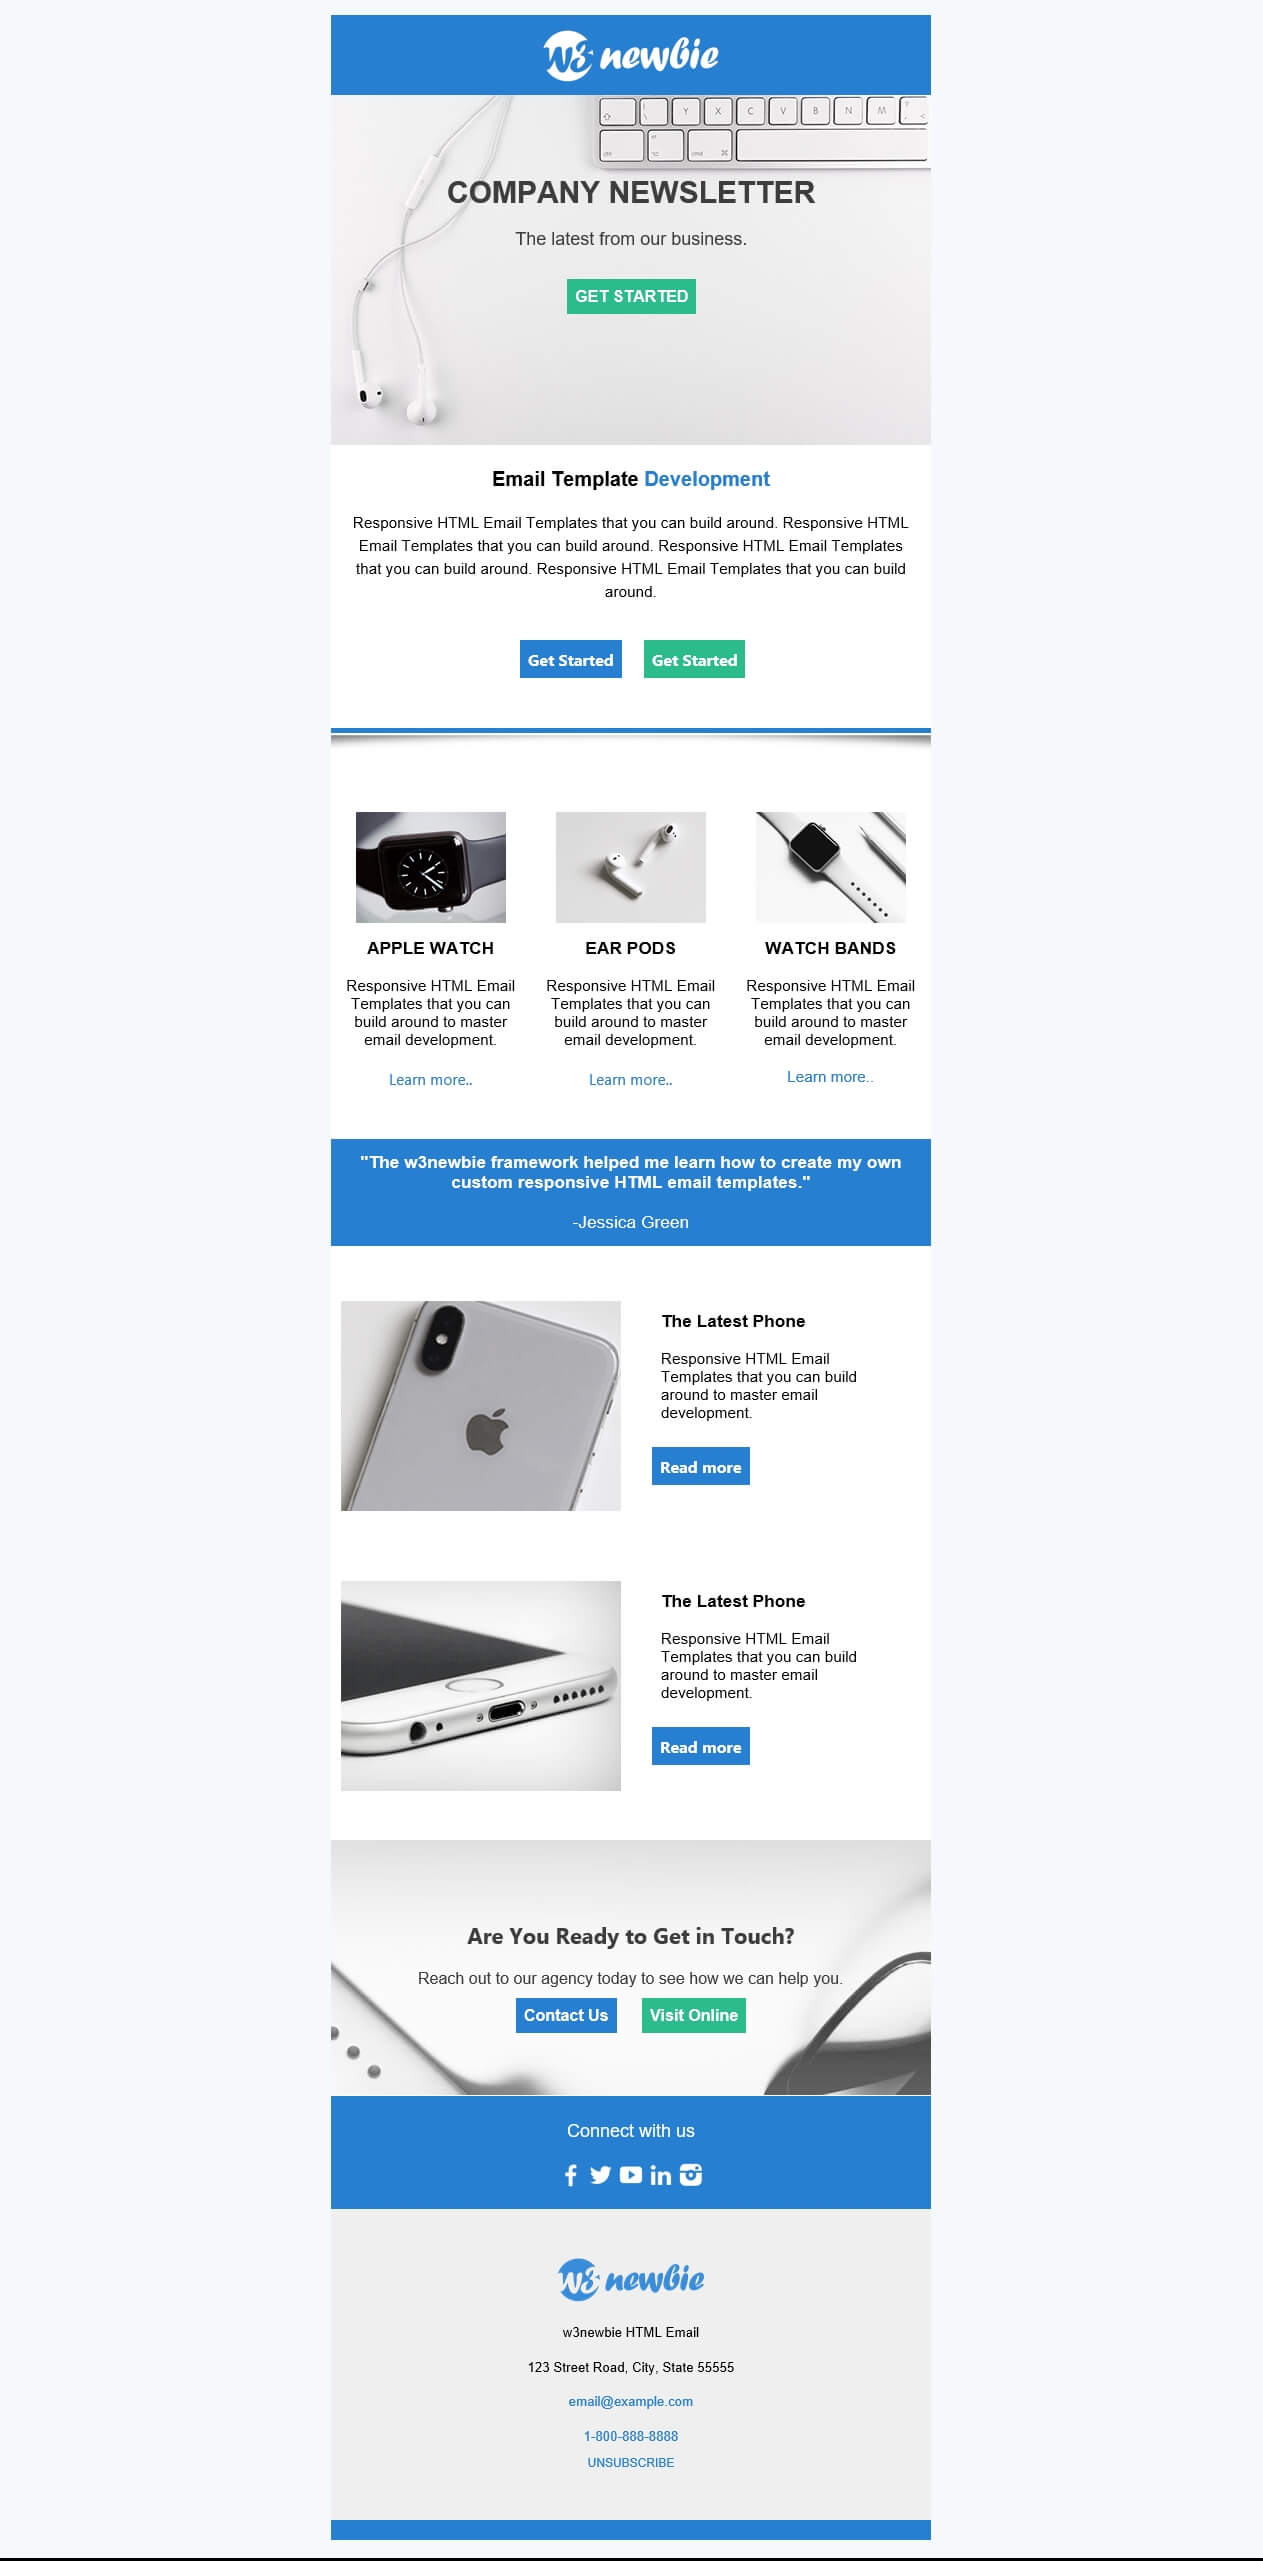 w3 newbie
Y X C V B N M
COMPANY NEWSLETTER
The latest from our business.
GET STARTED
Email Template Development
Responsive HTML Email Templates that you can build around. Responsive HTML
Email Templates that you can build around. Responsive HTML Email Templates
that you can build around. Responsive HTML Email Templates that you can build
around.
Get Started Get Started
APPLE WATCH
Responsive HTML Email
Templates that you can
build around to master
email development.
Learn more..
EAR PODS
Responsive HTML Email
Templates that you can
build around to master
email development.
Learn more..
WATCH BANDS
Responsive HTML Email
Templates that you can
build around to master
email development.
Learn more..
"The w3newbie framework helped me learn how to create my own
custom responsive HTML email templates."
-Jessica Green
The Latest Phone
Responsive HTML Email
Templates that you can build
around to master email
development.
Read more
The Latest Phone
Responsive HTML Email
Templates that you can build
around to master email
development.
Read more
Are You Ready to Get in Touch?
Reach out to our agency today to see how we can help you.
Contact Us Visit Online
Connect with us
w3 newbie
w3newbie HTML Email
123 Street Road, City, State 55555
email@example.com
1-800-888-8888
UNSUBSCRIBE